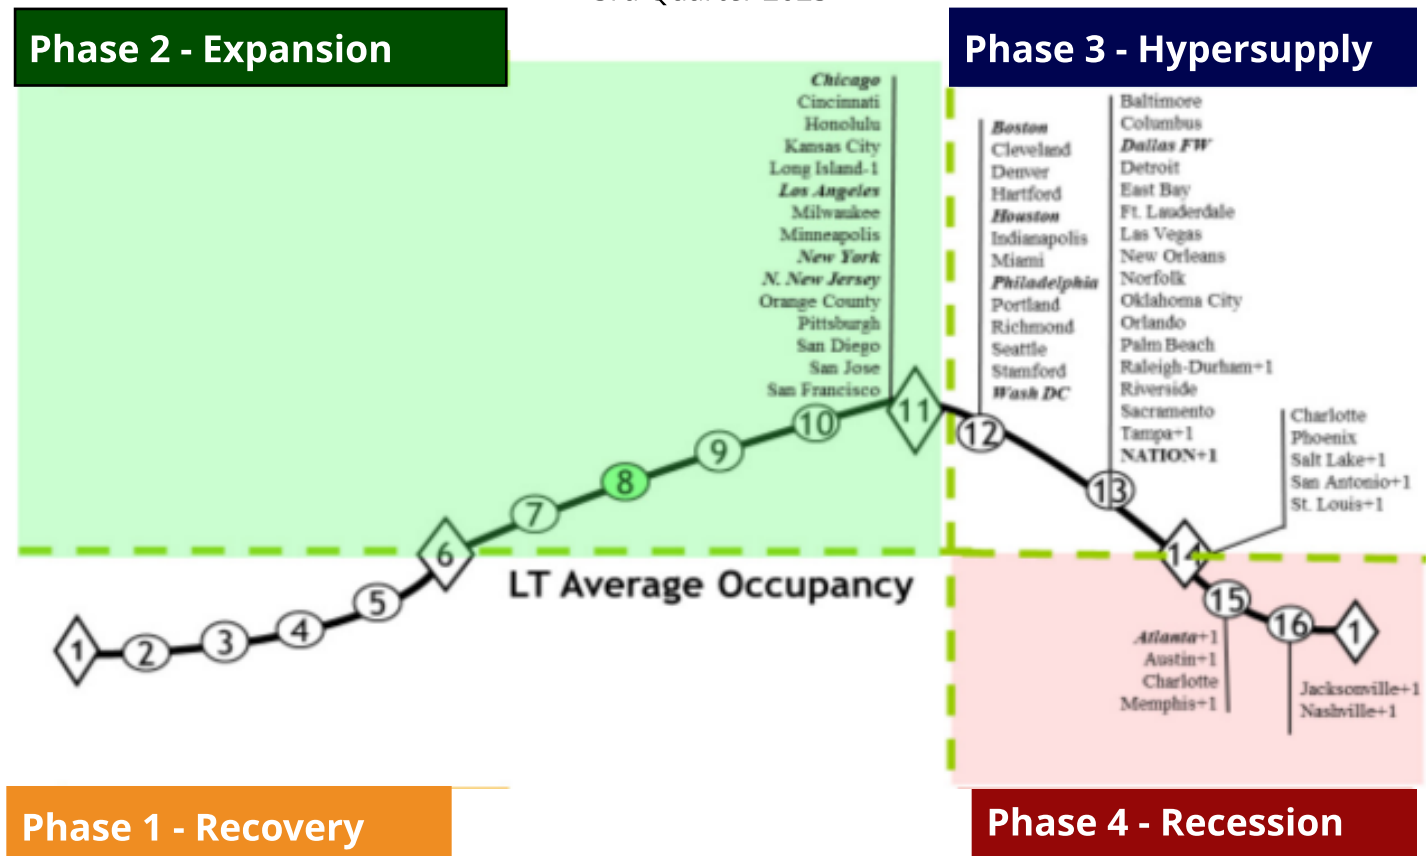 Phase 2 - Expansion
Phase 3 - Hypersupply
Chicago
Cincinnati
Honolulu
Kansas City
Long Island-1
Los Angeles
Milwaukee
Minneapolis
New York
N. New Jersey
Orange County
Pittsburgh
San Diego
San Jose
San Francisco
Boston
Cleveland
Denver
Hartford
Houston
Indianapolis
Miami
Philadelphia
Portland
Richmond
Seattle
Stamford
Wash DC
Baltimore
Columbus
Dallas FW
Detroit
East Bay
Ft. Lauderdale
Las Vegas
New Orleans
Norfolk
Oklahoma City
Orlando
Palm Beach
Raleigh-Durham+1
Riverside
Sacramento
Tampa+1
NATION+1
Charlotte
Phoenix
Salt Lake+1
San Antonio+1
St. Louis+1
1
2
3
4
5
6
7
8
9
10
11
12
13
14
15
16
1
LT Average Occupancy
Atlanta+1
Austin+1
Charlotte
Memphis+1
Jacksonville+1
Nashville+1
Phase 1 - Recovery
Phase 4 - Recession